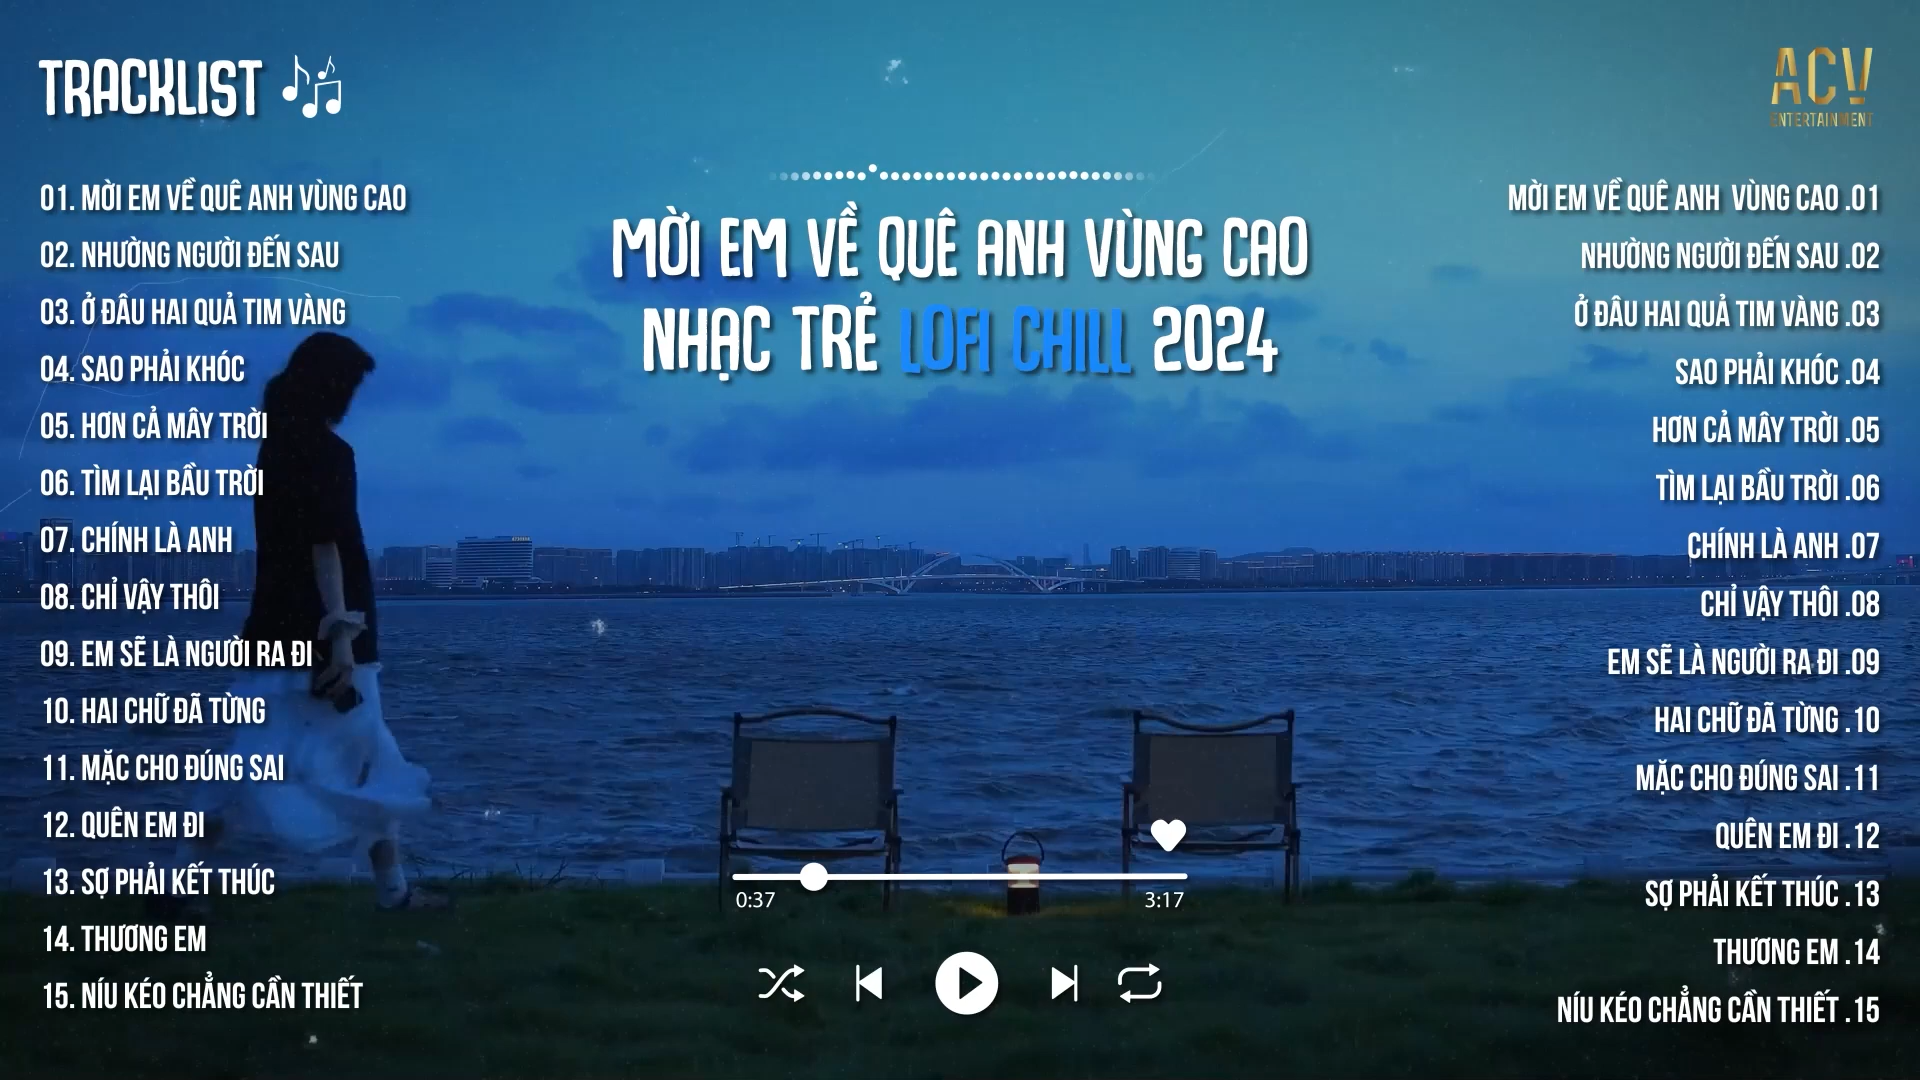 TRACKLIST
ACV
ENTERTAINMENT
01. MỜI EM VỀ QUÊ ANH VÙNG CAO
02. NHƯỜNG NGƯỜI ĐẾN SAU
03. Ở ĐÂU HAI QUẢ TIM VÀNG
04. SAO PHẢI KHÓC
05. HƠN CẢ MÂY TRỜI
06. TÌM LẠI BẦU TRỜI
07. CHÍNH LÀ ANH
08. CHỈ VẬY THÔI
09. EM SẼ LÀ NGƯỜI RA ĐI
10. HAI CHỮ ĐÃ TỪNG
11. MẶC CHO ĐÚNG SAI
12. QUÊN EM ĐI
13. SỢ PHẢI KẾT THÚC
14. THƯƠNG EM
15. NÍU KÉO CHẲNG CẦN THIẾT
MỜI EM VỀ QUÊ ANH VÙNG CAO
NHẠC TRẺ LOFI CHILL 2024
0:37
3:17
MỜI EM VỀ QUÊ ANH VÙNG CAO .01
NHƯỜNG NGƯỜI ĐẾN SAU .02
Ở ĐÂU HAI QUẢ TIM VÀNG .03
SAO PHẢI KHÓC .04
HƠN CẢ MÂY TRỜI .05
TÌM LẠI BẦU TRỜI .06
CHÍNH LÀ ANH .07
CHỈ VẬY THÔI .08
EM SẼ LÀ NGƯỜI RA ĐI .09
HAI CHỮ ĐÃ TỪNG .10
MẶC CHO ĐÚNG SAI .11
QUÊN EM ĐI .12
SỢ PHẢI KẾT THÚC .13
THƯƠNG EM .14
NÍU KÉO CHẲNG CẦN THIẾT .15